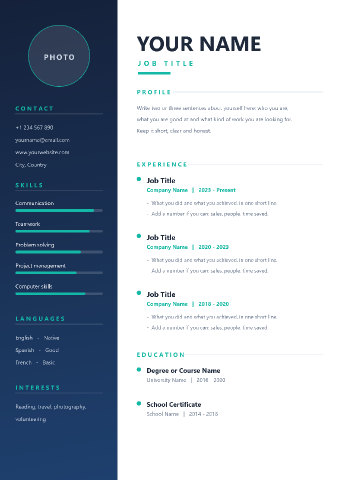 PHOTO
CONTACT
+1 234 567 890
yourname@email.com
www.yourwebsite.com
City, Country
SKILLS
Communication
Teamwork
Problem solving
Project management
Computer skills
LANGUAGES
English - Native
Spanish - Good
French - Basic
INTERESTS
Reading, travel, photography,
volunteering
YOUR NAME
JOB TITLE
PROFILE
Write two or three sentences about yourself here: who you are,
what you are good at and what kind of work you are looking for.
Keep it short, clear and honest.
EXPERIENCE
Job Title
Company Name | 2023 - Present
- What you did and what you achieved, in one short line.
- Add a number if you can: sales, people, time saved.
Job Title
Company Name | 2020 - 2023
- What you did and what you achieved, in one short line.
- Add a number if you can: sales, people, time saved.
Job Title
Company Name | 2018 - 2020
- What you did and what you achieved, in one short line.
- Add a number if you can: sales, people, time saved.
EDUCATION
Degree or Course Name
University Name | 2016
School Certificate
School Name | 2014 - 2016